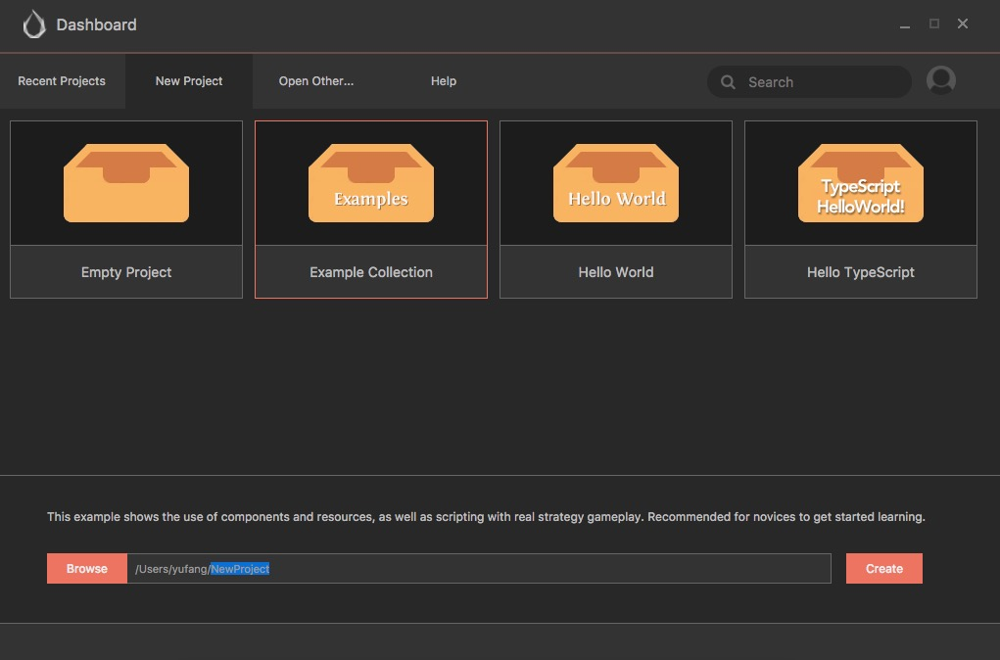 Dashboard
Recent Projects
New Project
Open Other...
Help
Search
Examples
Hello World
TypeScript
HelloWorld!
Empty Project
Example Collection
Hello World
Hello TypeScript
This example shows the use of components and resources, as well as scripting with real strategy gameplay. Recommended for novices to get started learning.
Browse
/Users/yufang/NewProject
Create